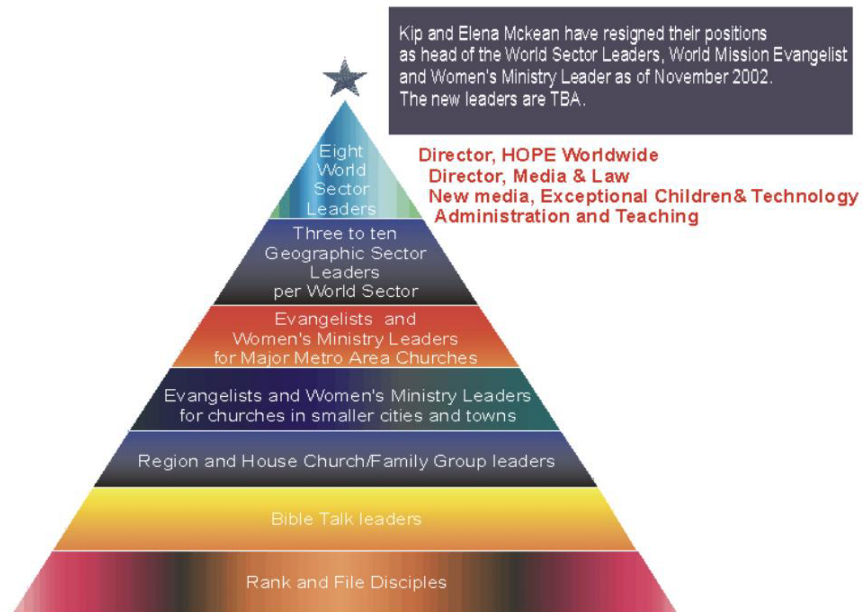 Kip and Elena Mckean have resigned their positions
as head of the World Sector Leaders, World Mission Evangelist
and Women's Ministry Leader as of November 2002.
The new leaders are TBA.
Eight
World
Sector
Leaders
Director, HOPE Worldwide
Director, Media & Law
New media, Exceptional Children& Technology
Administration and Teaching
Three to ten
Geographic Sector
Leaders
per World Sector
Evangelists and
Women's Ministry Leaders
for Major Metro Area Churches
Evangelists and Women's Ministry Leaders
for churches in smaller cities and towns
Region and House Church/Family Group leaders
Bible Talk leaders
Rank and File Disciples